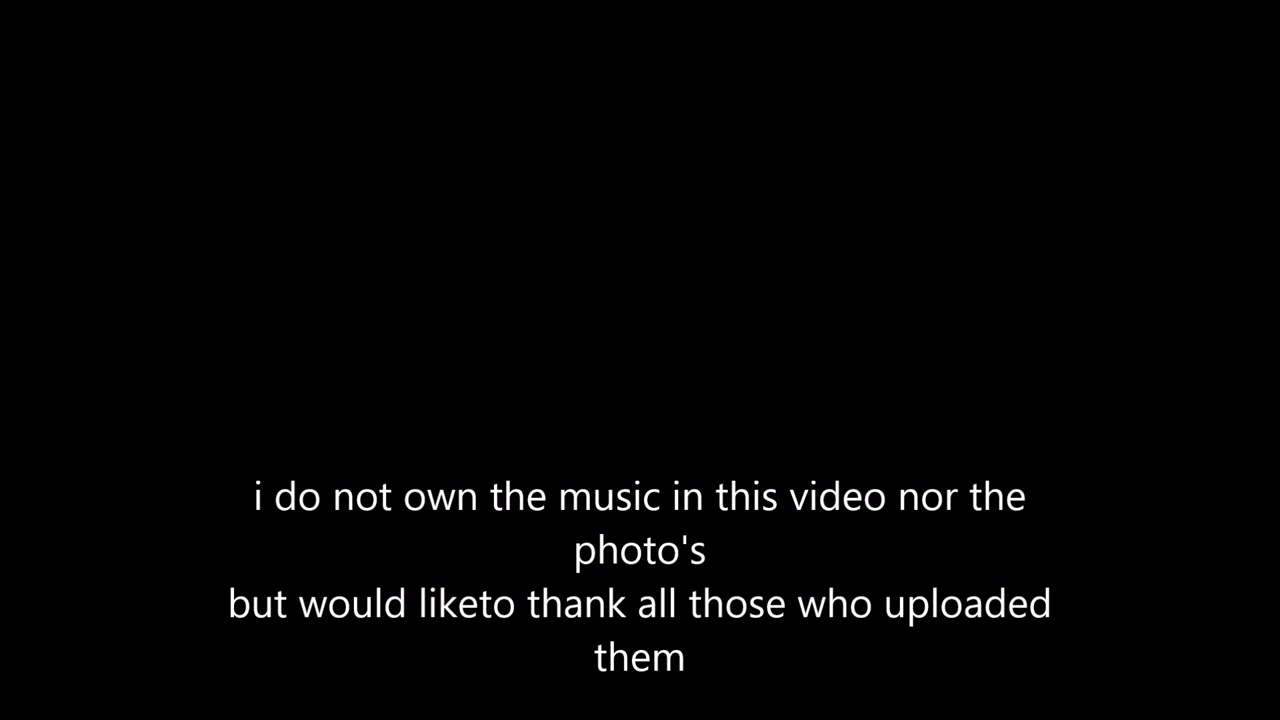 i do not own the music in this video nor the
photo's
but would liketo thank all those who uploaded
them